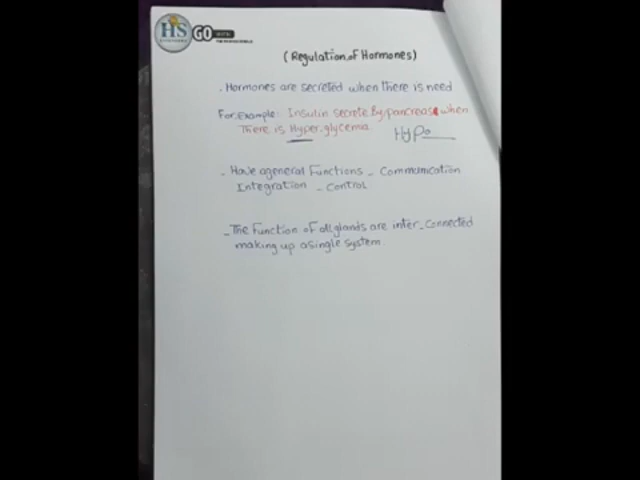 HS
GO
(Regulation of Hormones)
. Hormones are secreted when there is need
For example: Insulin secrete By pancreas when
There is Hyper.glycemia.
Hypo
- Have ageneral Functions - Communication
Integration - Control
- The Function of all glands are inter-connected
making up asingle system